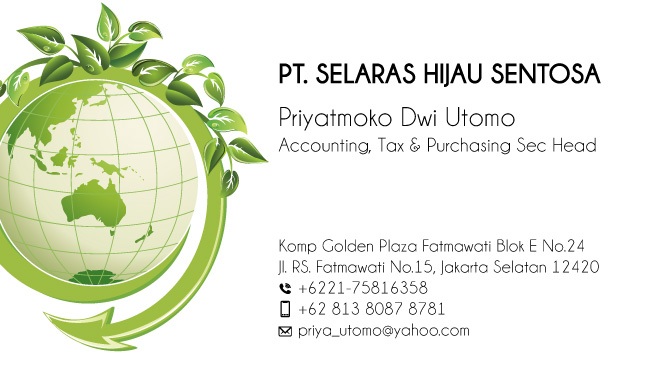 PT. SELARAS HIJAU SENTOSA
Priyatmoko Dwi Utomo
Accounting, Tax & Purchasing Sec Head
Komp Golden Plaza Fatmawati Blok E No.24
Jl. RS. Fatmawati No.15, Jakarta Selatan 12420
+6221-75816358
+62 813 8087 8781
priya_utomo@yahoo.com